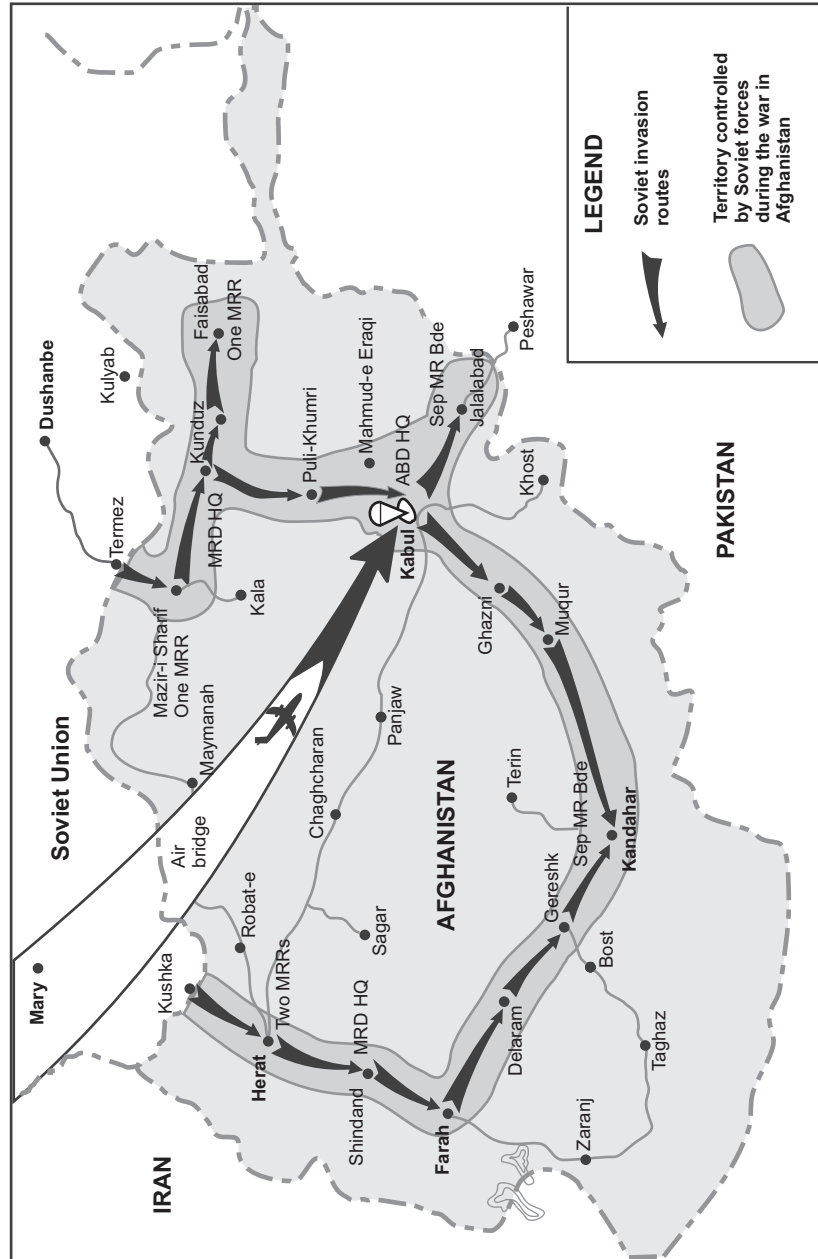 Mary
Dushanbe
Kulyab
Termez
Soviet Union
Kushka
Air
bridge
Maymanah
Mazir-i Sharif
One MRR
MRD HQ
Kunduz
Faisabad
One MRR
Kala
Puli-Khumri
Mahmud-e Eraqi
Robat-e
Two MRRs
Herat
Chaghcharan
Panjaw
Sagar
Kabul
ABD HQ
Sep MR Bde
Jalalabad
Peshawar
IRAN
Shindand
MRD HQ
Farah
AFGHANISTAN
Ghazni
Khost
Muqur
Delaram
Gereshk
Terin
Sep MR Bde
Kandahar
Bost
Zaranj
Taghaz
PAKISTAN
LEGEND
Soviet invasion
routes
Territory controlled
by Soviet forces
during the war in
Afghanistan